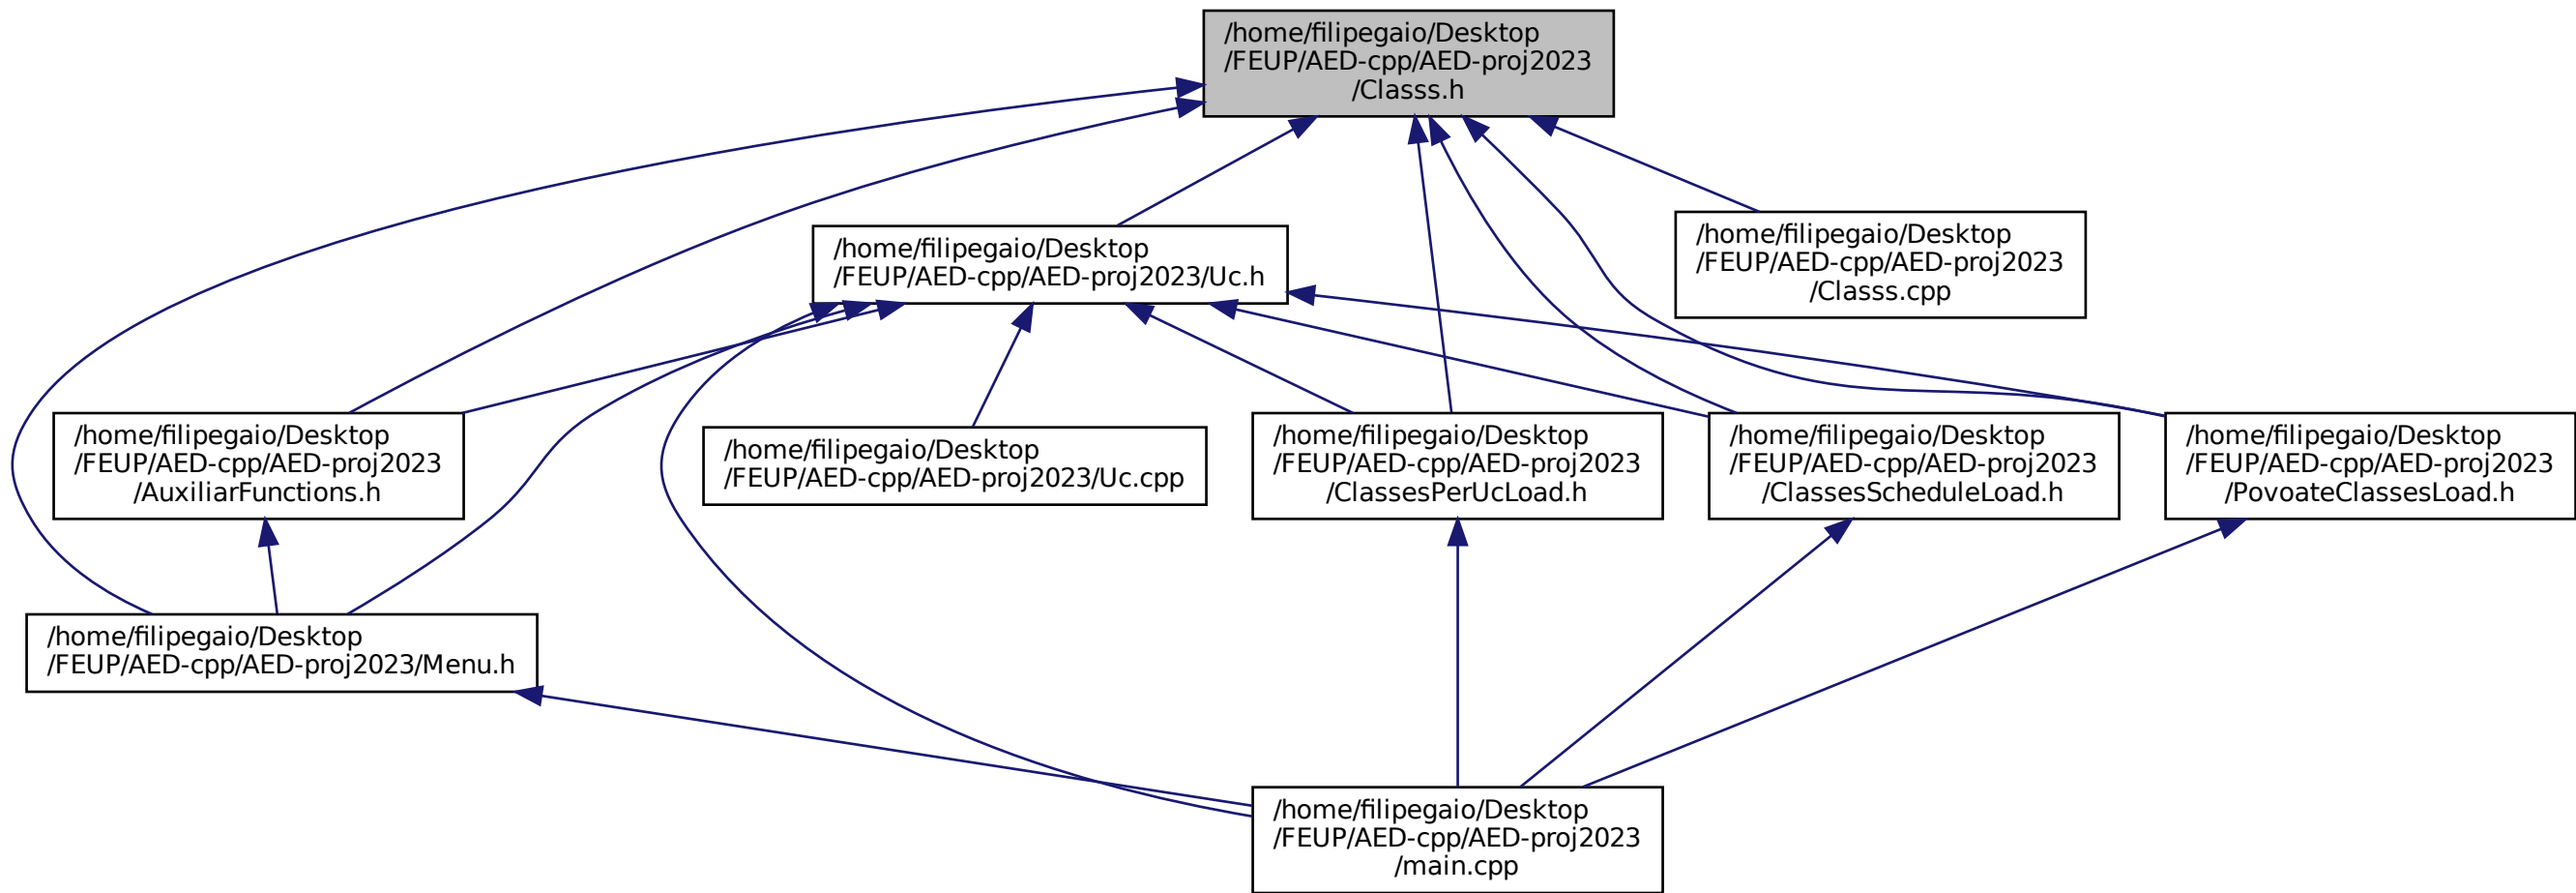 /home/filipegaio/Desktop
/FEUP/AED-cpp/AED-proj2023
/Classs.h
/home/filipegaio/Desktop
/FEUP/AED-cpp/AED-proj2023/Uc.h
/home/filipegaio/Desktop
/FEUP/AED-cpp/AED-proj2023
/Classs.cpp
/home/filipegaio/Desktop
/FEUP/AED-cpp/AED-proj2023
/AuxiliarFunctions.h
/home/filipegaio/Desktop
/FEUP/AED-cpp/AED-proj2023/Uc.cpp
/home/filipegaio/Desktop
/FEUP/AED-cpp/AED-proj2023
/ClassesPerUcLoad.h
/home/filipegaio/Desktop
/FEUP/AED-cpp/AED-proj2023
/ClassesScheduleLoad.h
/home/filipegaio/Desktop
/FEUP/AED-cpp/AED-proj2023
/PovoateClassesLoad.h
/home/filipegaio/Desktop
/FEUP/AED-cpp/AED-proj2023/Menu.h
/home/filipegaio/Desktop
/FEUP/AED-cpp/AED-proj2023
/main.cpp